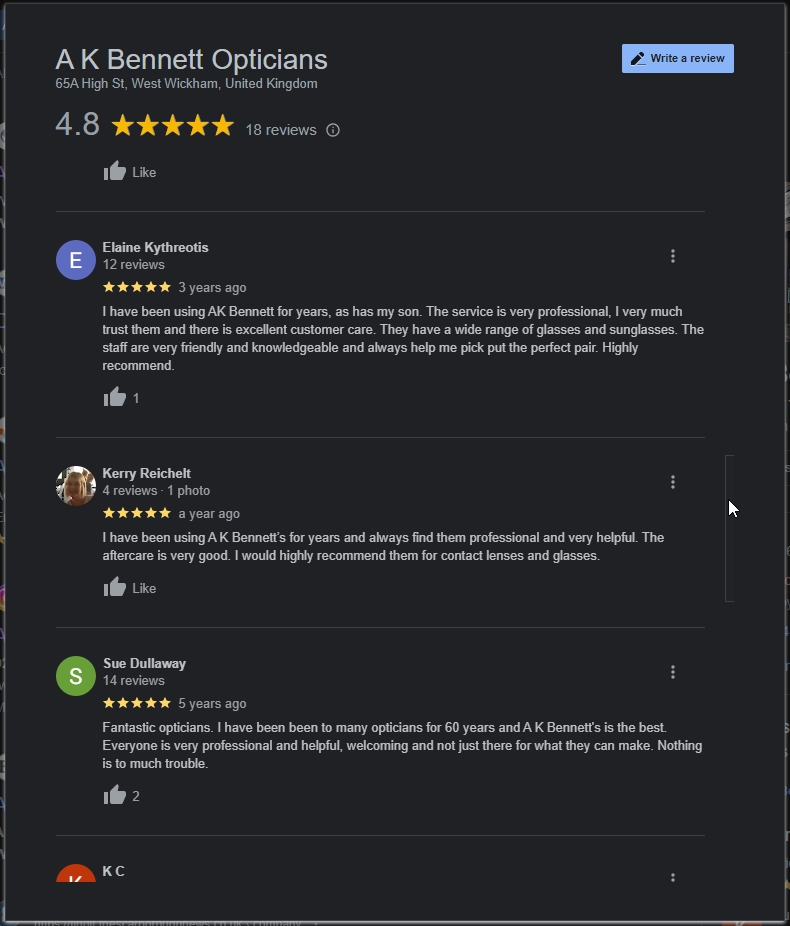 A K Bennett Opticians
Write a review
65A High St, West Wickham, United Kingdom
4.8
18 reviews
Like
E
Elaine Kythreotis
12 reviews
3 years ago
I have been using AK Bennett for years, as has my son. The service is very professional, I very much
trust them and there is excellent customer care. They have a wide range of glasses and sunglasses. The
staff are very friendly and knowledgeable and always help me pick put the perfect pair. Highly
recommend.
1
Kerry Reichelt
4 reviews · 1 photo
a year ago
I have been using A K Bennett's for years and always find them professional and very helpful. The
aftercare is very good. I would highly recommend them for contact lenses and glasses.
Like
S
Sue Dullaway
14 reviews
5 years ago
Fantastic opticians. I have been been to many opticians for 60 years and A K Bennett's is the best.
Everyone is very professional and helpful, welcoming and not just there for what they can make. Nothing
is to much trouble.
2
K
K C